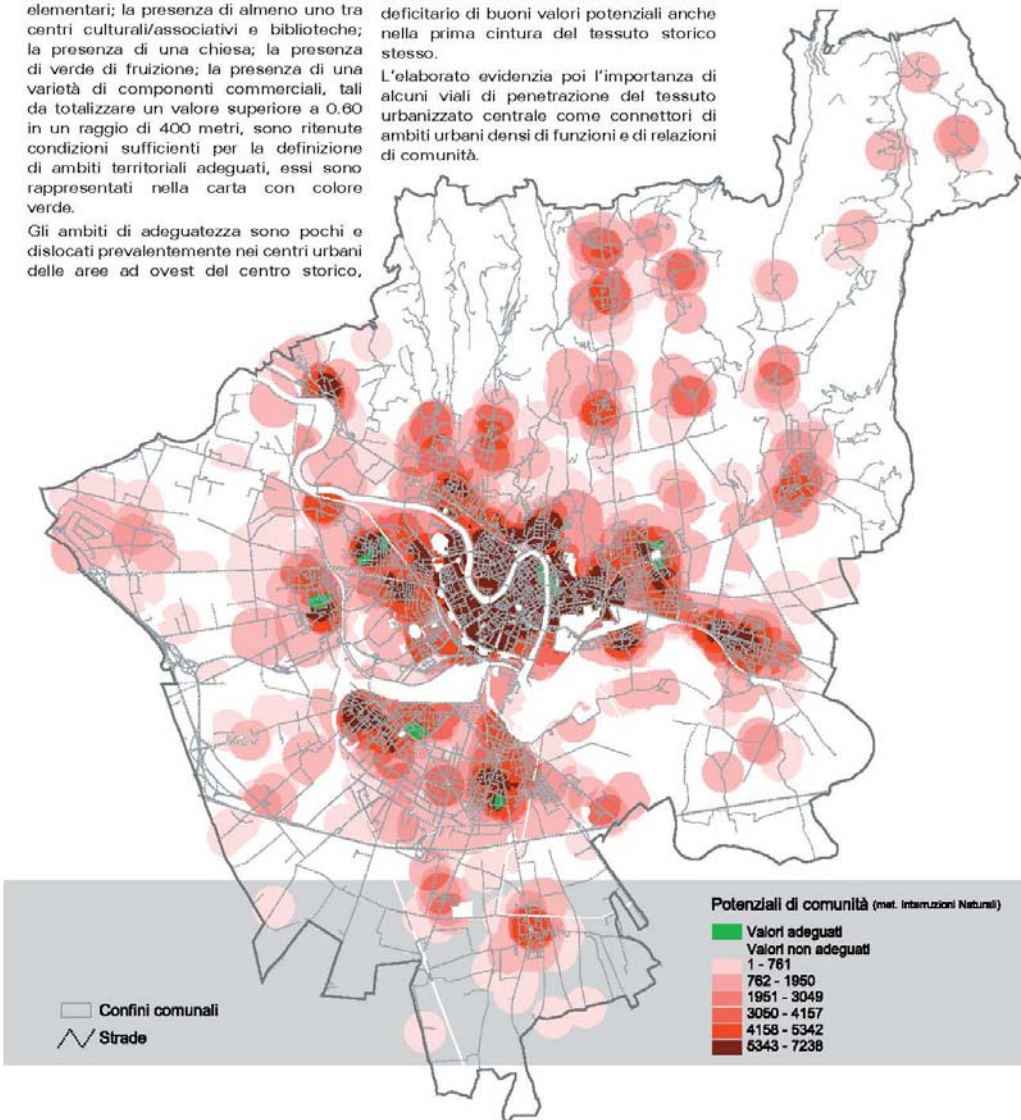 elementari; la presenza di almeno uno tra
centri culturali/associativi e biblioteche;
la presenza di una chiesa; la presenza
di verde di fruizione; la presenza di una
varietà di componenti commerciali, tali
da totalizzare un valore superiore a 0.60
in un raggio di 400 metri, sono ritenute
condizioni sufficienti per la definizione
di ambiti territoriali adeguati, essi sono
rappresentati nella carta con colore
verde.
Gli ambiti di adeguatezza sono pochi e
dislocati prevalentemente nei centri urbani
delle aree ad ovest del centro storico,
deficitario di buoni valori potenziali anche
nella prima cintura del tessuto storico
stesso.
L'elaborato evidenzia poi l'importanza di
alcuni viali di penetrazione del tessuto
urbanizzato centrale come connettori di
ambiti urbani densi di funzioni e di relazioni
di comunità.
Confini comunali
Strade
Potenziali di comunità (met. Interruzioni Naturali)
Valori adeguati
Valori non adeguati
1 - 761
762 - 1950
1951 - 3049
3050 - 4157
4158 - 5342
5343 - 7238